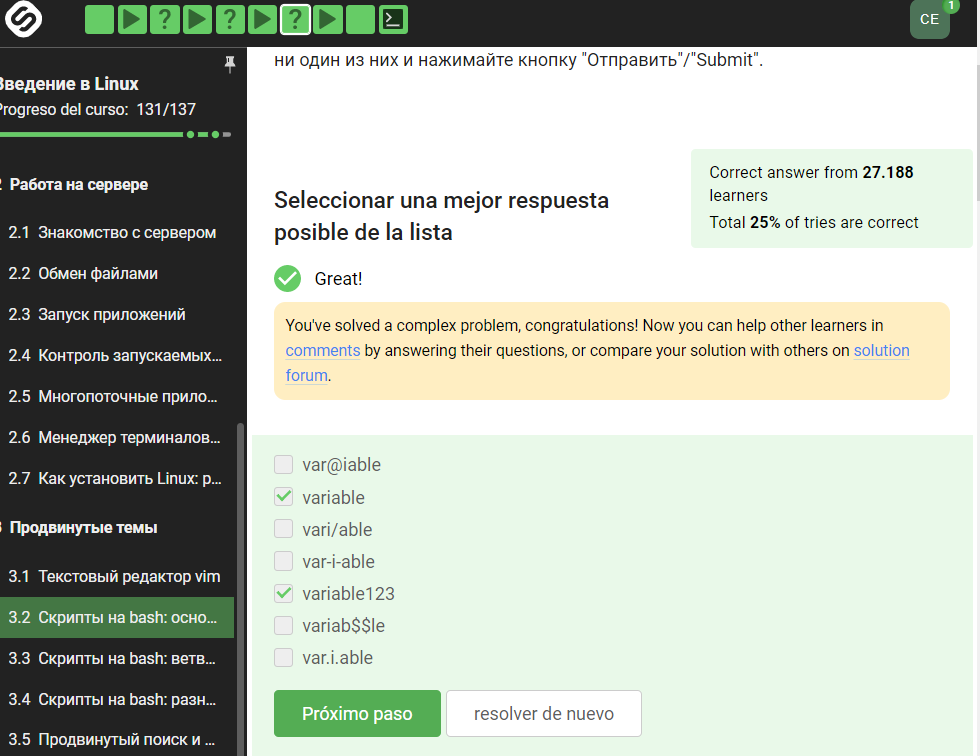 ? ? ?
CE
1
ни один из них и нажимайте кнопку "Отправить"/"Submit".
Введение в Linux
Progreso del curso: 131/137
2 Работа на сервере
2.1 Знакомство с сервером
2.2 Обмен файлами
2.3 Запуск приложений
2.4 Контроль запускаемых...
2.5 Многопоточные прило...
2.6 Менеджер терминалов...
2.7 Как установить Linux: р...
3 Продвинутые темы
3.1 Текстовый редактор vim
3.2 Скрипты на bash: осно...
3.3 Скрипты на bash: ветв...
3.4 Скрипты на bash: разн...
3.5 Продвинутый поиск и ...
Correct answer from 27.188
learners
Total 25% of tries are correct
Seleccionar una mejor respuesta
posible de la lista
Great!
You've solved a complex problem, congratulations! Now you can help other learners in
comments by answering their questions, or compare your solution with others on solution
forum.
var@iable
variable
vari/able
var-i-able
variable123
variab$$le
var.i.able
Próximo paso
resolver de nuevo